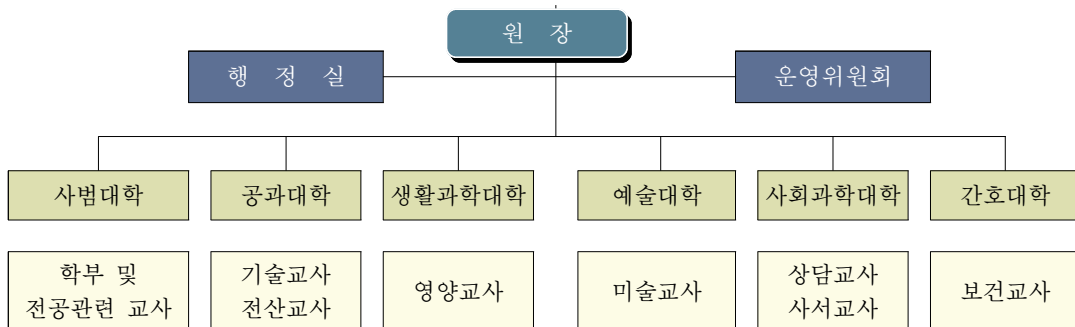 원 장
행 정 실
운영위원회
사범대학
공과대학
생활과학대학
예술대학
사회과학대학
간호대학
학부 및
전공관련 교사
기술교사
전산교사
영양교사
미술교사
상담교사
사서교사
보건교사